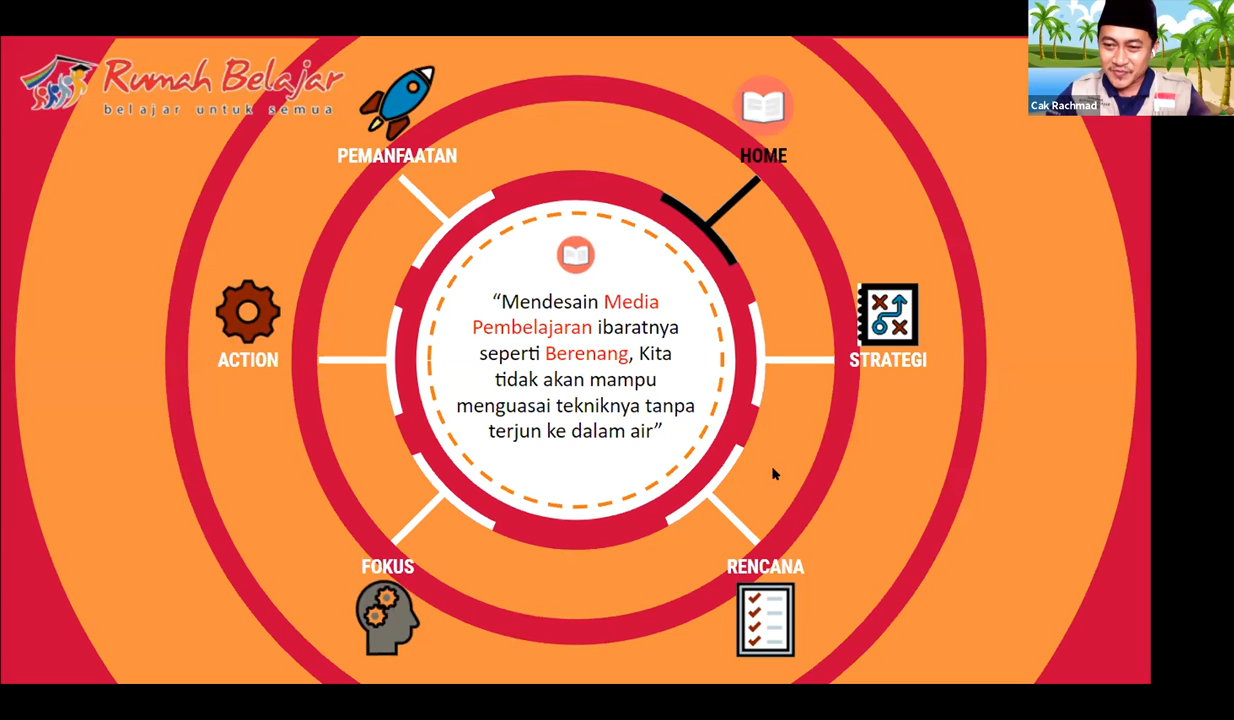 Rumah Belajar
belajar untuk semua
Cak Rachmad
PEMANFAATAN
HOME
ACTION
STRATEGI
“Mendesain Media
Pembelajaran ibaratnya
seperti Berenang, Kita
tidak akan mampu
menguasai tekniknya tanpa
terjun ke dalam air”
FOKUS
RENCANA